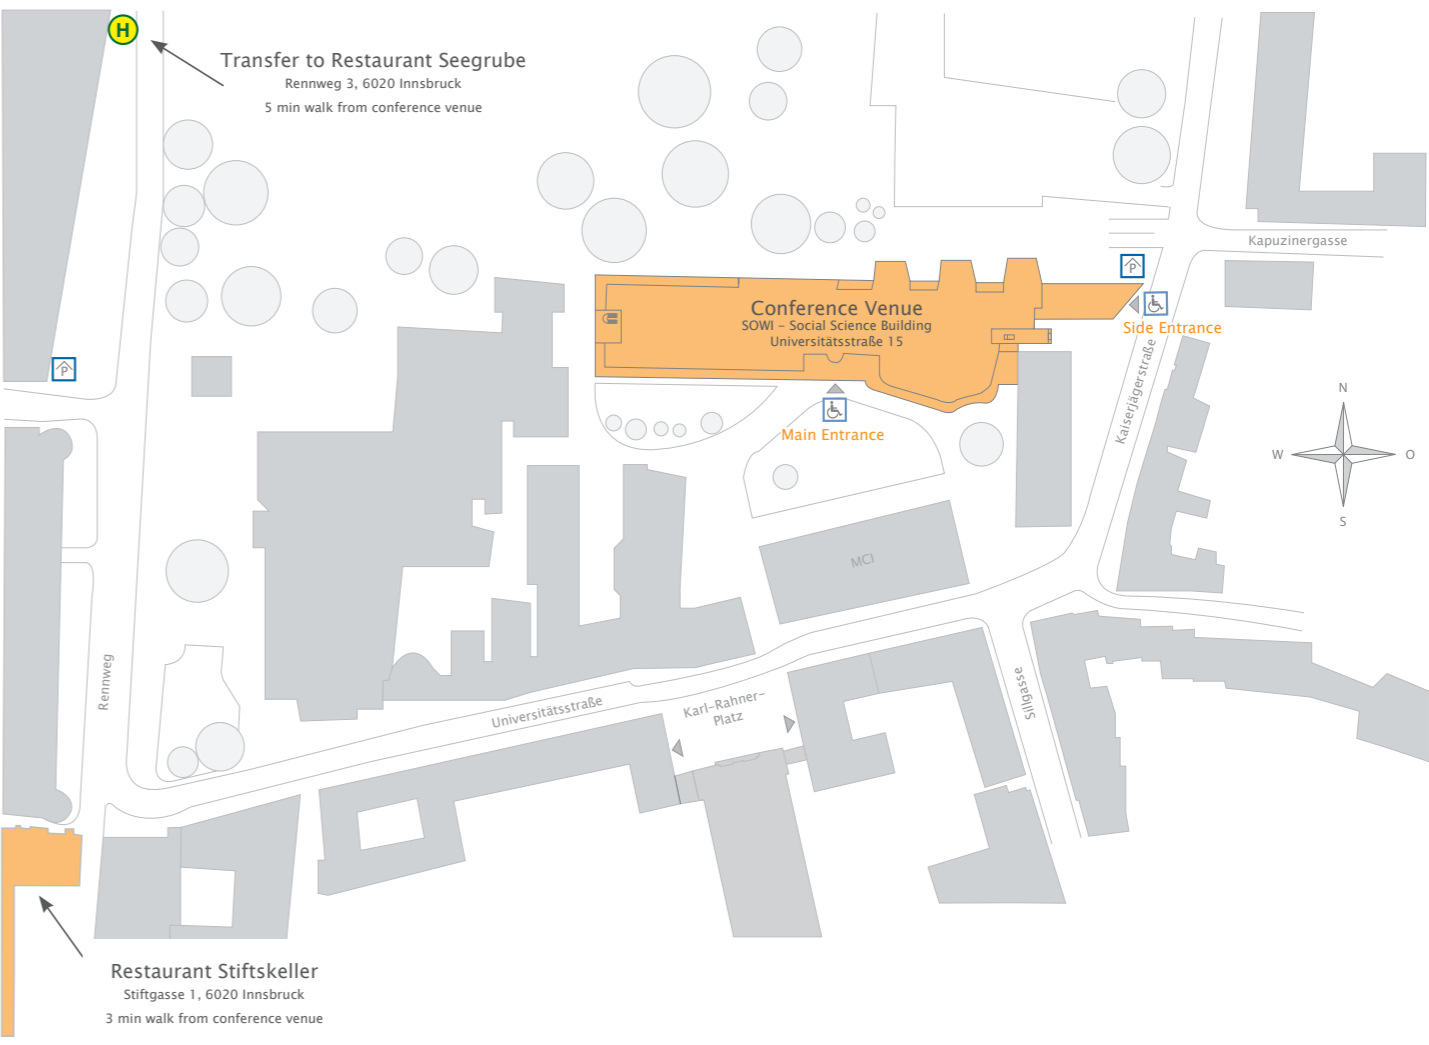 H
Transfer to Restaurant Seegrube
Rennweg 3, 6020 Innsbruck
5 min walk from conference venue
Kapuzinergasse
P
Conference Venue
SOWI – Social Science Building
Universitätsstraße 15
Side Entrance
Kaiserjägerstraße
P
Main Entrance
N
W
O
S
MCI
Rennweg
Sillgasse
Universitätsstraße
Karl-Rahner-
Platz
Restaurant Stiftskeller
Stiftgasse 1, 6020 Innsbruck
3 min walk from conference venue